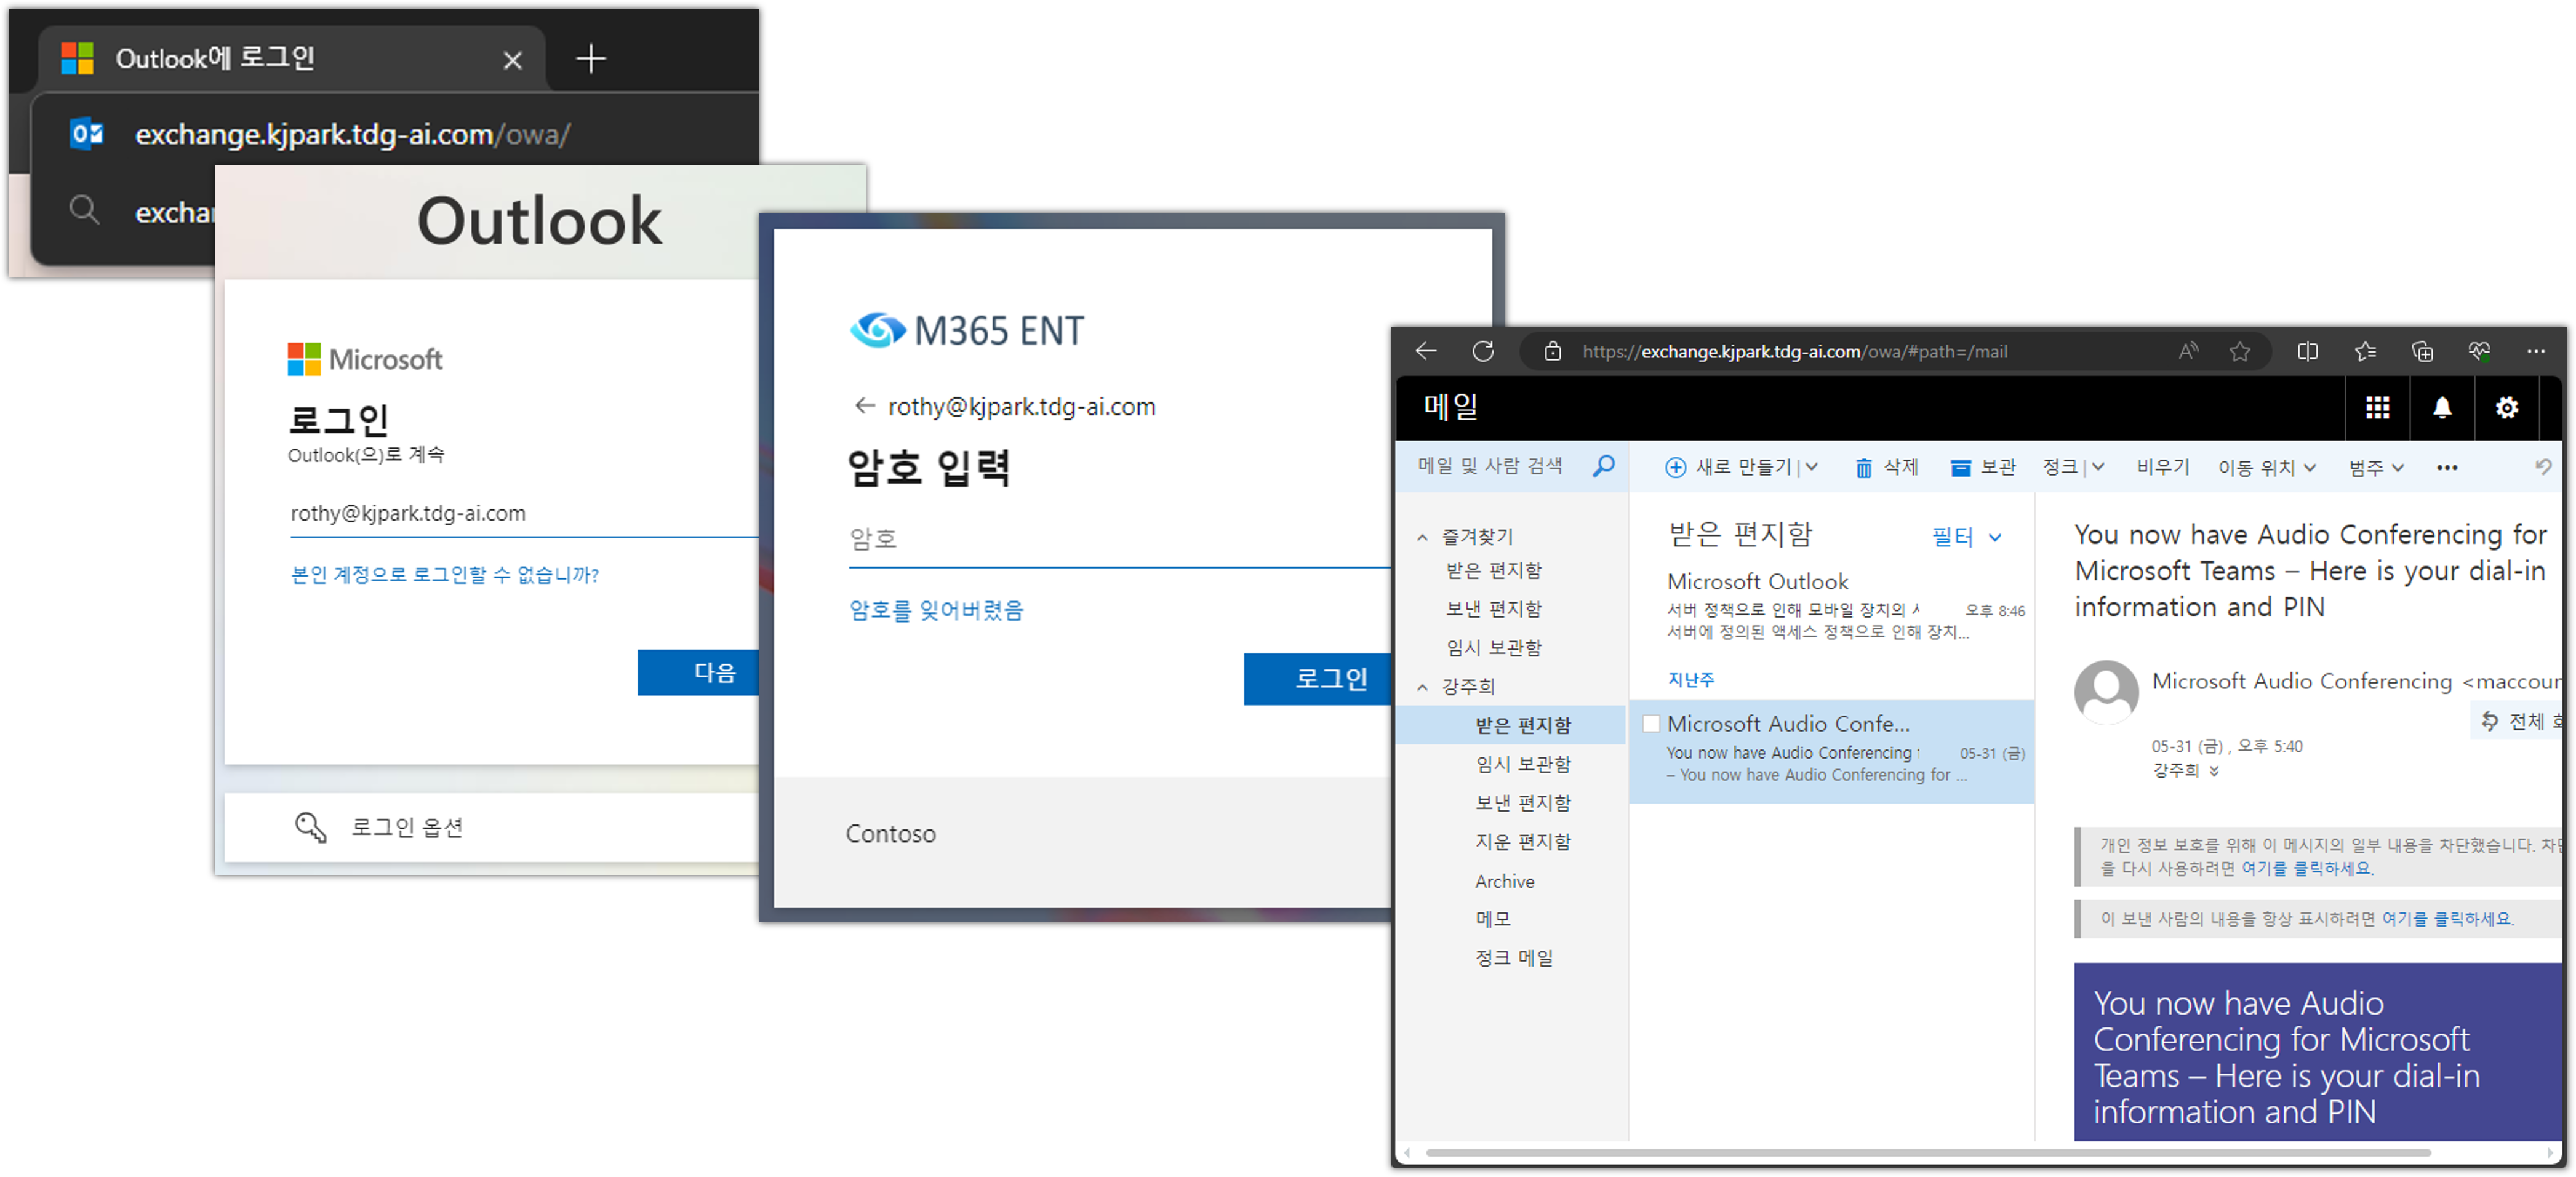 Outlook에 로그인
exchange.kjpark.tdg-ai.com/owa/
exchan
Outlook
Microsoft
로그인
Outlook(으)로 계속
rothy@kjpark.tdg-ai.com
본인 계정으로 로그인할 수 없습니까?
다음
로그인 옵션
M365 ENT
rothy@kjpark.tdg-ai.com
암호 입력
암호
암호를 잊어버렸음
로그인
Contoso
https://exchange.kjpark.tdg-ai.com/owa/#path=/mail
메일
메일 및 사람 검색
새로 만들기 | 삭제 보관 정크 | 비우기 이동 위치 범주 •••
즐겨찾기
받은 편지함
보낸 편지함
임시 보관함
강주희
받은 편지함
임시 보관함
보낸 편지함
지운 편지함
Archive
메모
정크 메일
받은 편지함 필터
Microsoft Outlook
서버 정책으로 인해 모바일 장치의 오후 8:46
서버에 정의된 액세스 정책으로 인해 장치...
지난주
Microsoft Audio Confe...
You now have Audio Conferencing 05-31 (금)
– You now have Audio Conferencing for ...
You now have Audio Conferencing for
Microsoft Teams – Here is your dial-in
information and PIN
Microsoft Audio Conferencing <maccour
전체
05-31 (금) , 오후 5:40
강주희
개인 정보 보호를 위해 이 메시지의 일부 내용을 차단했습니다.
을 다시 사용하려면 여기를 클릭하세요.
이 보낸 사람의 내용을 항상 표시하려면 여기를 클릭하세요.
You now have Audio
Conferencing for Microsoft
Teams – Here is your dial-in
information and PIN